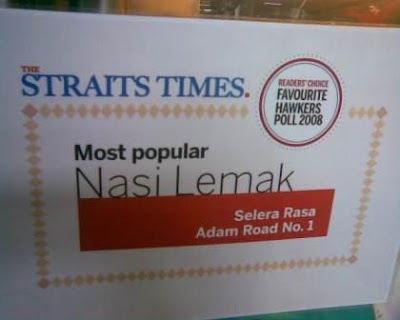 THE
STRAITS TIMES.
READERS' CHOICE
FAVOURITE
HAWKERS
POLL 2008
Most popular
Nasi Lemak
Selera Rasa
Adam Road No. 1